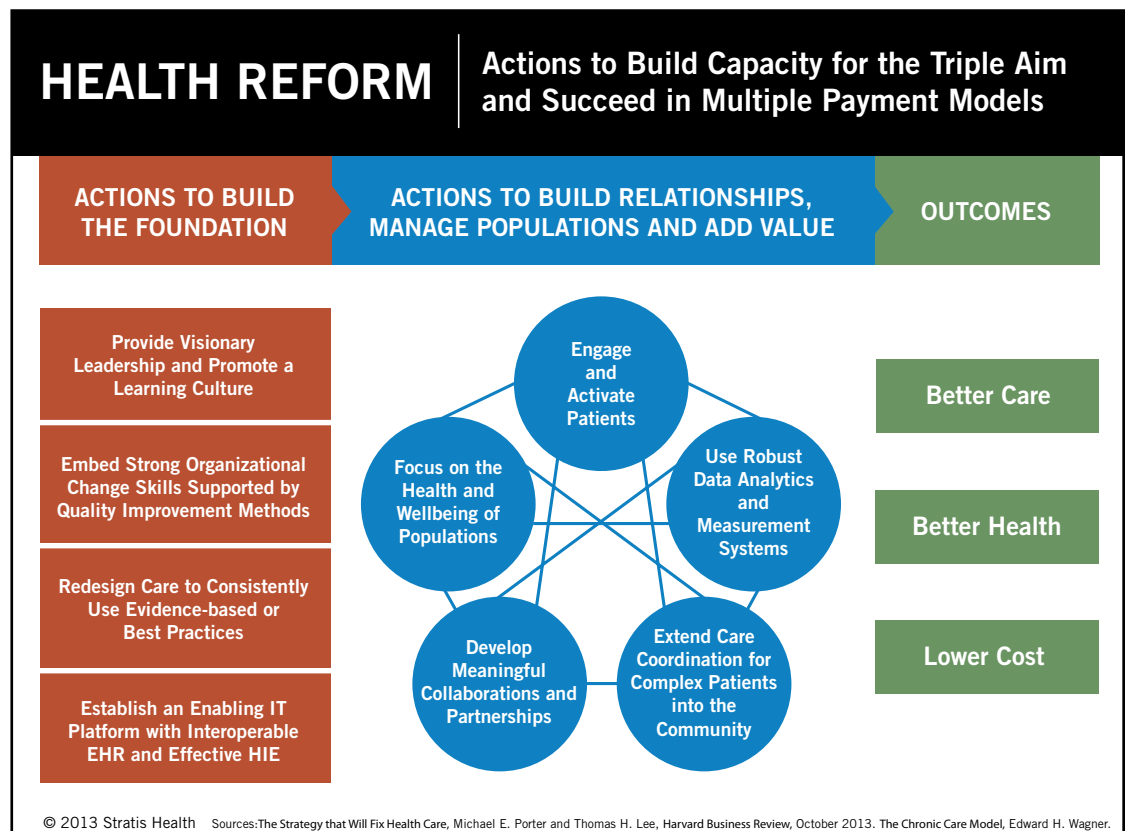 HEALTH REFORM
Actions to Build Capacity for the Triple Aim
and Succeed in Multiple Payment Models
ACTIONS TO BUILD
THE FOUNDATION
ACTIONS TO BUILD RELATIONSHIPS,
MANAGE POPULATIONS AND ADD VALUE
OUTCOMES
Provide Visionary
Leadership and Promote a
Learning Culture
Embed Strong Organizational
Change Skills Supported by
Quality Improvement Methods
Redesign Care to Consistently
Use Evidence-based or
Best Practices
Establish an Enabling IT
Platform with Interoperable
EHR and Effective HIE
Engage
and
Activate
Patients
Focus on the
Health and
Wellbeing of
Populations
Use Robust
Data Analytics
and
Measurement
Systems
Develop
Meaningful
Collaborations and
Partnerships
Extend Care
Coordination for
Complex Patients
into the
Community
Better Care
Better Health
Lower Cost
© 2013 Stratis Health Sources:The Strategy that Will Fix Health Care, Michael E. Porter and Thomas H. Lee, Harvard Business Review, October 2013. The Chronic Care Model, Edward H. Wagner.